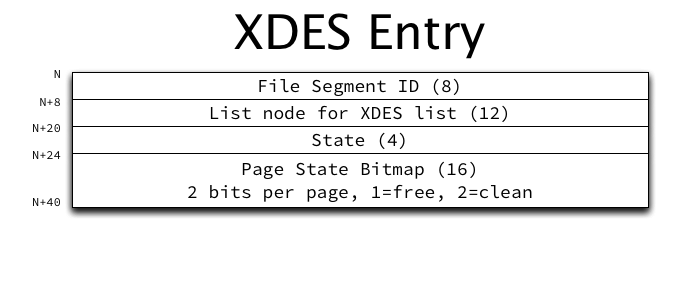 XDES Entry
N
File Segment ID (8)
N+8
List node for XDES list (12)
N+20
State (4)
N+24
Page State Bitmap (16)
2 bits per page, 1=free, 2=clean
N+40